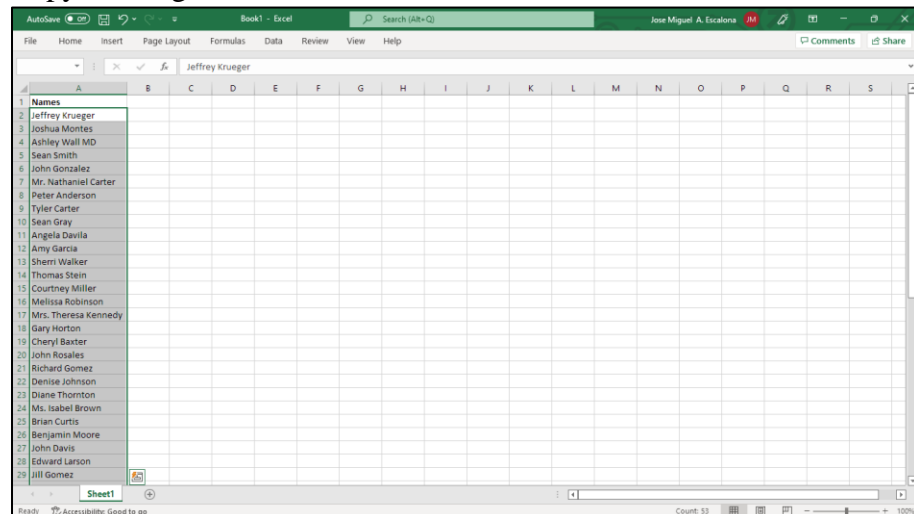 AutoSave Off Book1 - Excel Search (Alt+Q) Jose Miguel A. Escalona JM
File Home Insert Page Layout Formulas Data Review View Help Comments Share
fx Jeffrey Krueger
A B C D E F G H I J K L M N O P Q R S
1 Names
2 Jeffrey Krueger
3 Joshua Montes
4 Ashley Wall MD
5 Sean Smith
6 John Gonzalez
7 Mr. Nathaniel Carter
8 Peter Anderson
9 Tyler Carter
10 Sean Gray
11 Angela Davila
12 Amy Garcia
13 Sherri Walker
14 Thomas Stein
15 Courtney Miller
16 Melissa Robinson
17 Mrs. Theresa Kennedy
18 Gary Horton
19 Cheryl Baxter
20 John Rosales
21 Richard Gomez
22 Denise Johnson
23 Diane Thornton
24 Ms. Isabel Brown
25 Brian Curtis
26 Benjamin Moore
27 John Davis
28 Edward Larson
29 Jill Gomez
Sheet1
Ready Accessibility: Good to go Count: 53 100%